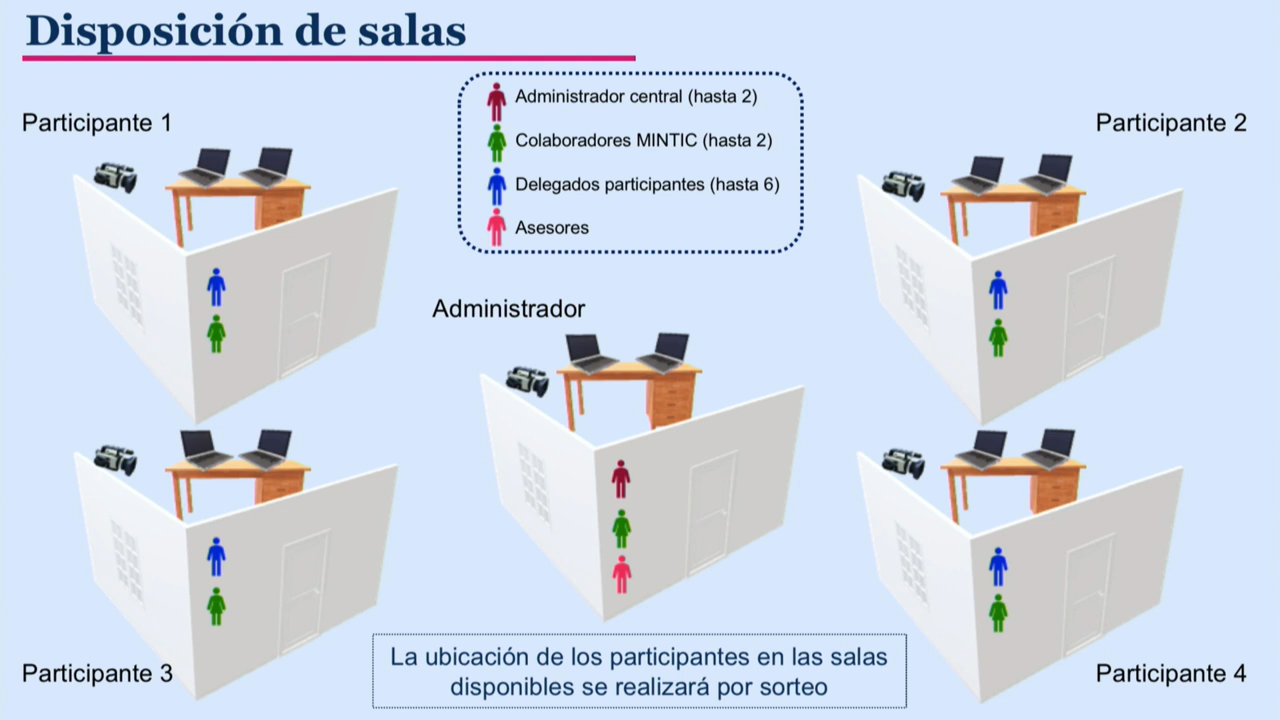 Disposición de salas
Participante 1
Administrador central (hasta 2)
Colaboradores MINTIC (hasta 2)
Delegados participantes (hasta 6)
Asesores
Participante 2
Administrador
Participante 3
La ubicación de los participantes en las salas
disponibles se realizará por sorteo
Participante 4